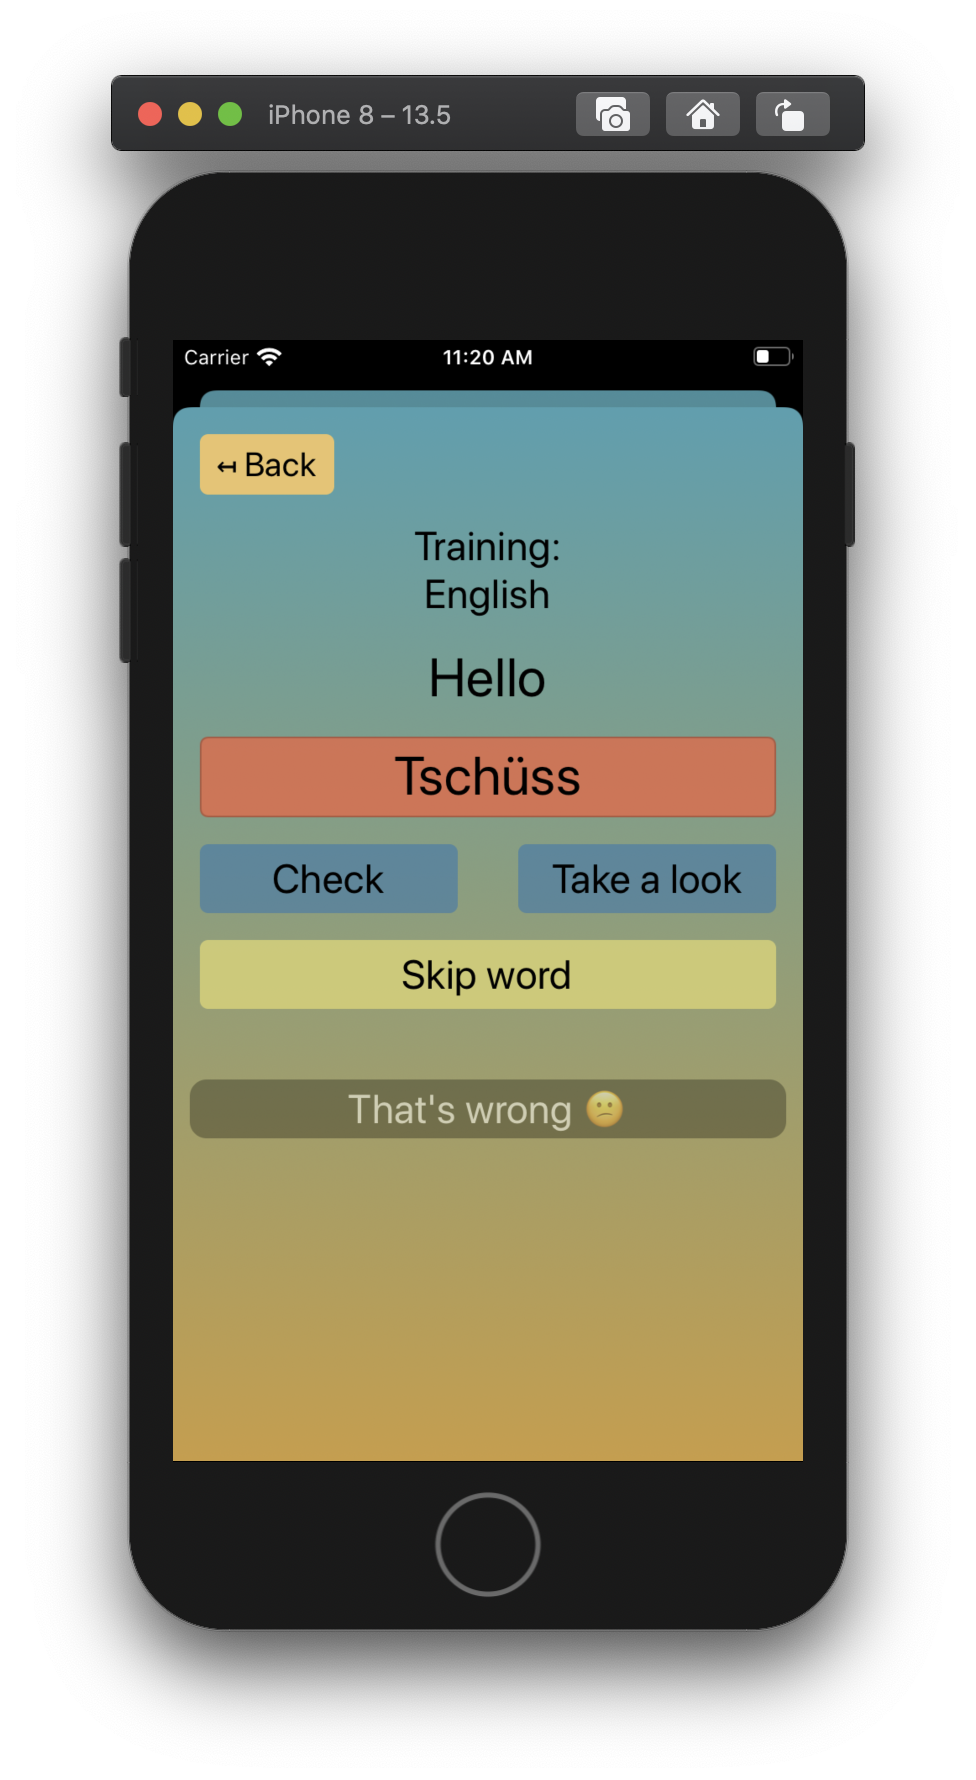 iPhone 8 – 13.5
Carrier 11:20 AM
↤ Back
Training:
English
Hello
Tschüss
Check Take a look
Skip word
That's wrong 😕